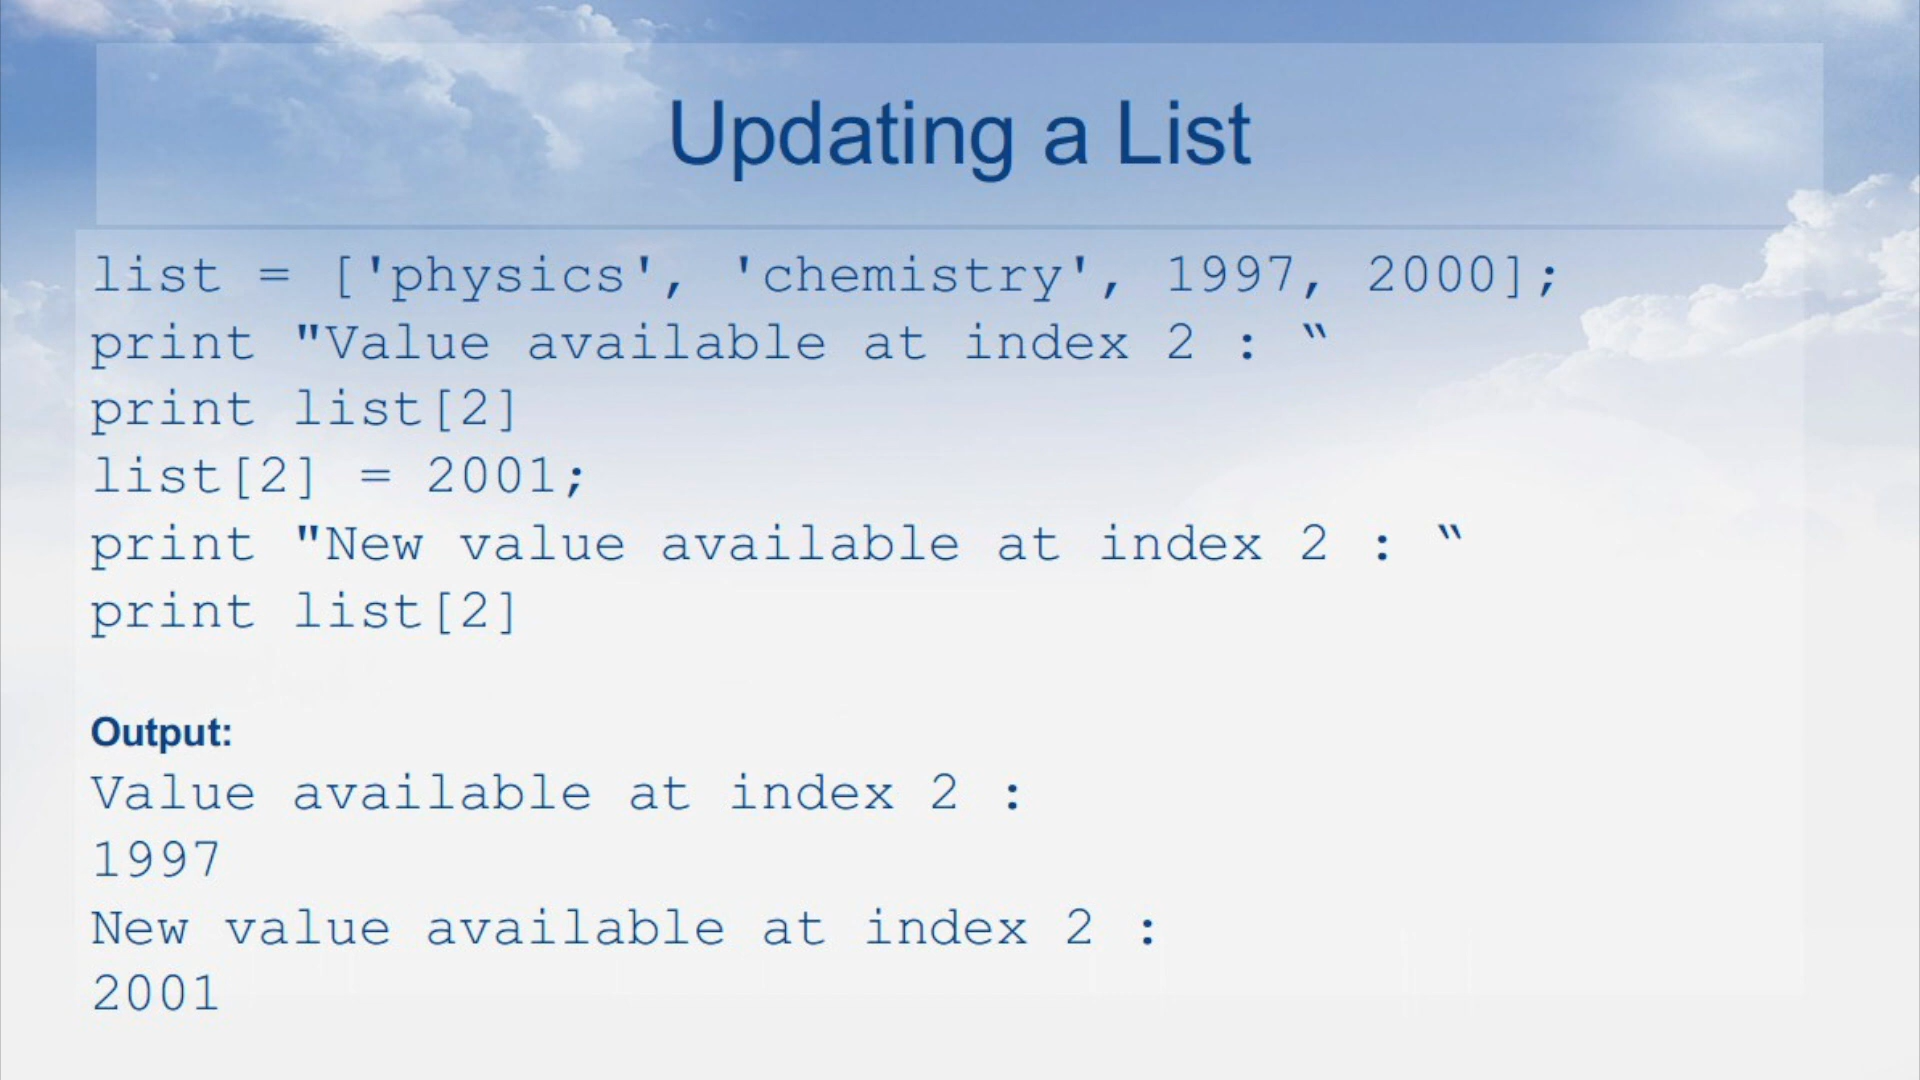 Updating a List
list = ['physics', 'chemistry', 1997, 2000];
print "Value available at index 2 : “
print list[2]
list[2] = 2001;
print "New value available at index 2 : “
print list[2]
Output:
Value available at index 2 :
1997
New value available at index 2 :
2001